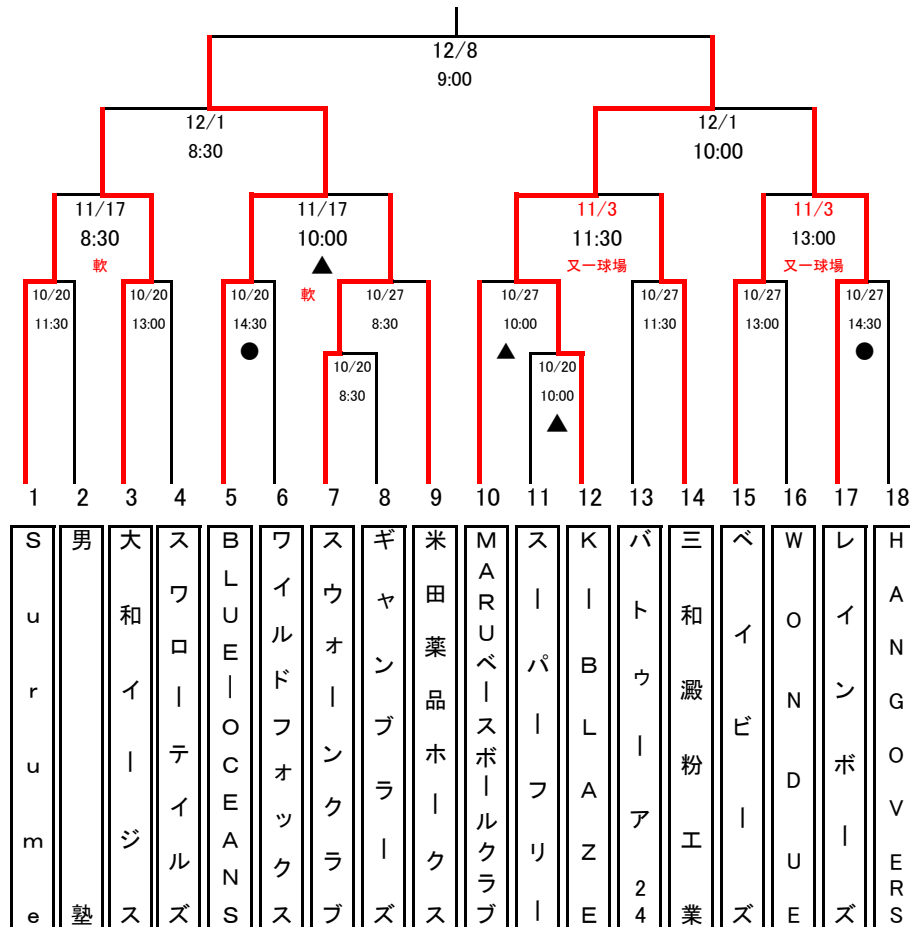 12/8
9:00
12/1
8:30
12/1
10:00
11/17
8:30
軟
11/17
10:00
▲
軟
11/3
11:30
又一球場
11/3
13:00
又一球場
10/20
11:30
10/20
13:00
10/20
14:30
●
10/27
8:30
10/27
10:00
▲
10/27
11:30
10/27
13:00
10/27
14:30
●
10/20
8:30
10/20
10:00
▲
1 2 3 4 5 6 7 8 9 10 11 12 13 14 15 16 17 18
Surume
男塾
大和イージス
スワローテイルズ
BLUE―OCEANS
ワイルドフォックス
スウォーンクラブ
ギャンブラーズ
米田薬品ホークス
MARUベースボールクラブ
スーパーフリー
K―BLAZE
バトゥーア24
三和澱粉工業
ベイビーズ
WONDUE
レインボーズ
HANGOVERS